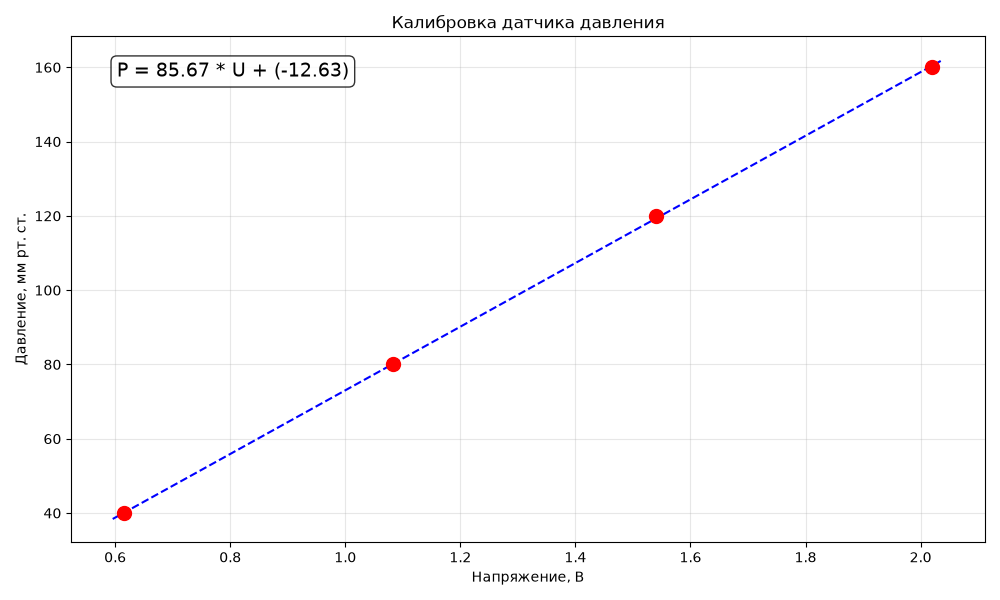 Калибровка датчика давления
P = 85.67 * U + (-12.63)
Давление, мм рт. ст.
160
140
120
100
80
60
40
0.6 0.8 1.0 1.2 1.4 1.6 1.8 2.0
Напряжение, В